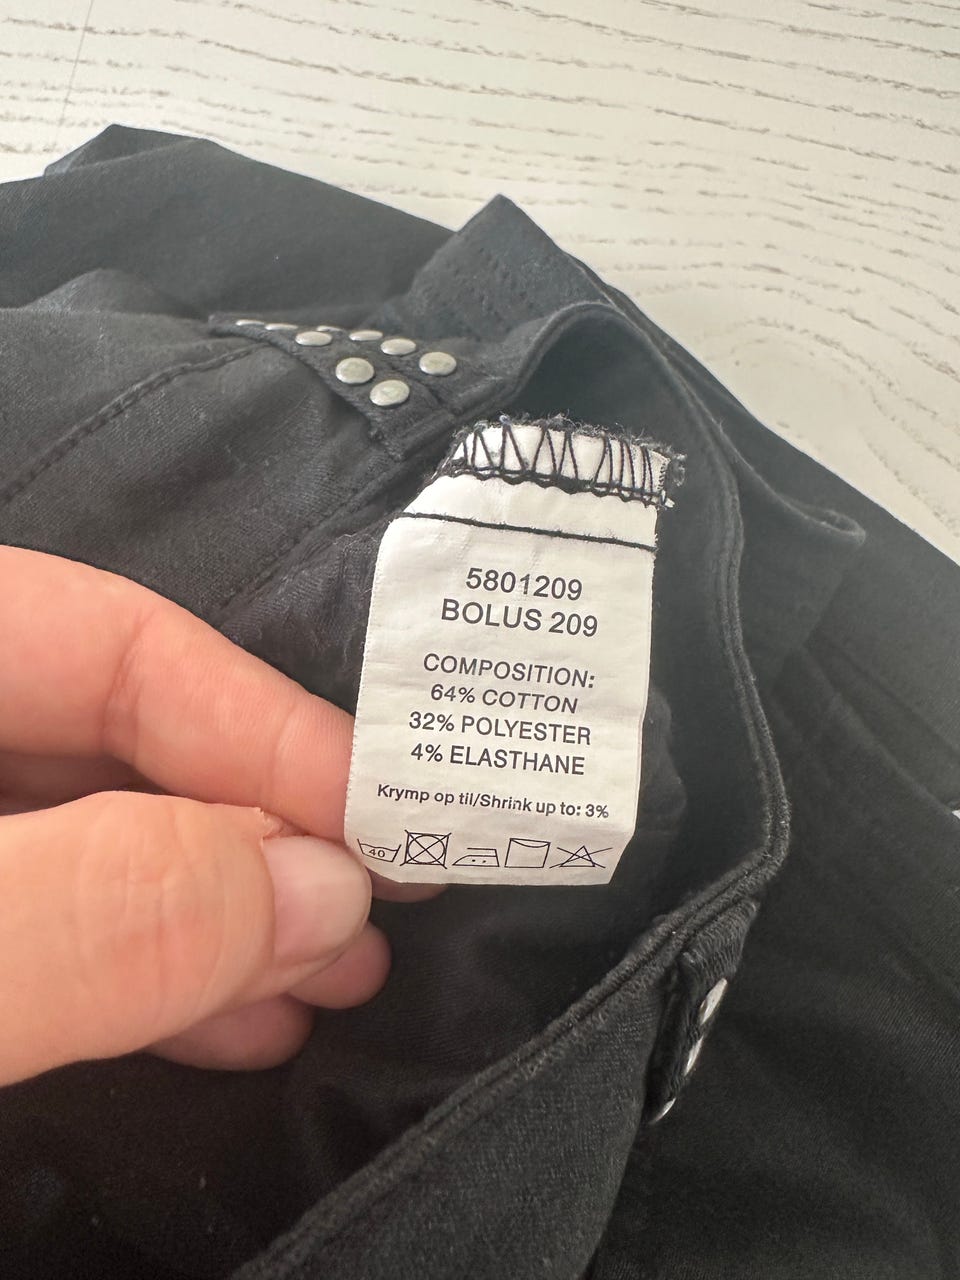 5801209
BOLUS 209
COMPOSITION:
64% COTTON
32% POLYESTER
4% ELASTHANE
Krymp op til/Shrink up to: 3%
40